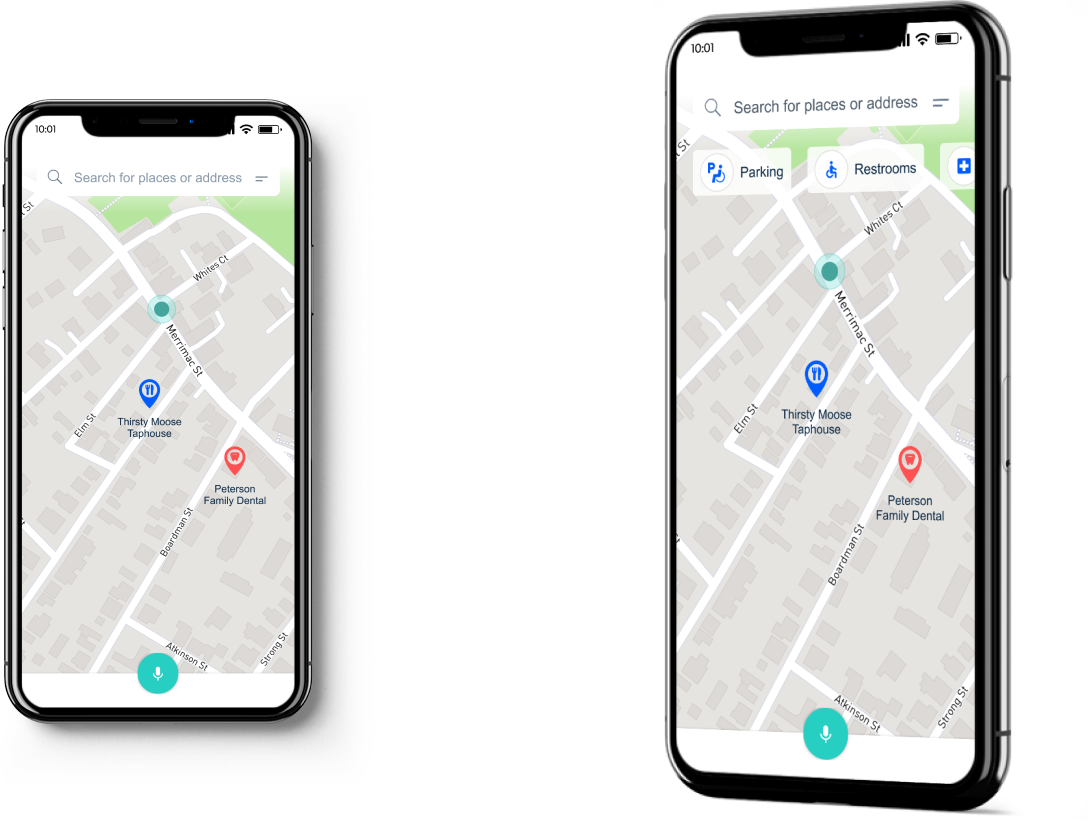 10:01
Search for places or address
St
Whites Ct
Merrimac St
Thirsty Moose
Taphouse
Elm St
Peterson
Family Dental
Boardman St
Atkinson St
Strong St
10:01
Search for places or address
St
Parking
Restrooms
Whites Ct
Merrimac St
Thirsty Moose
Taphouse
Elm St
Peterson
Family Dental
Boardman St
Atkinson St
Strong St